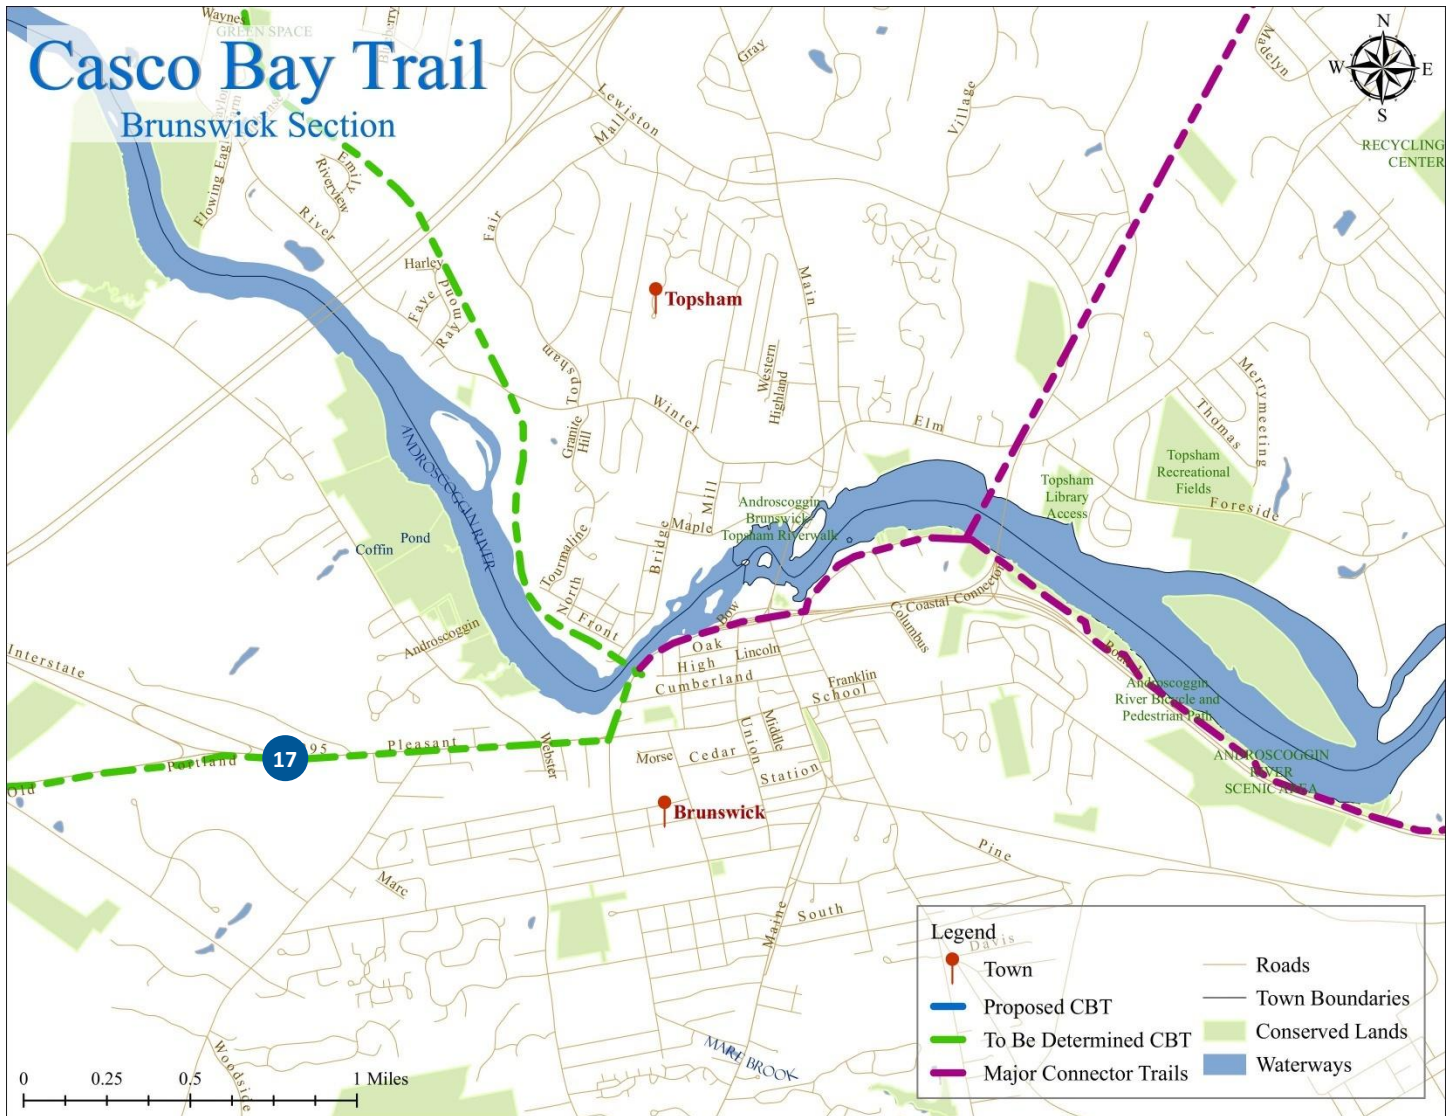 Casco Bay Trail
Brunswick Section
Waynes
GREEN SPACE
Blueberry
Flowing Eagle
Emily
Riverview
River
Harley
Faye
Raymond
Fair
Mall
Lewiston
Gray
Village
Madelyn
N
W E
S
RECYCLING
CENTER
Main
Topsham
Topsham
Western
Highland
Winter
Granite
Hill
Elm
Merrymeeting
Thomas
Topsham
Recreational
Fields
Foreside
Topsham
Library
Access
ANDROSCOGGIN RIVER
Pond
Coffin
Mill
Maple
Bridge
Androscoggin
Brunswick
Topsham Riverwalk
Tourmaline
North
Front
Bow
Coastal Connector
Columbus
Androscoggin
Interstate
Oak
High
Lincoln
Cumberland
Franklin
School
Route 1
Androscoggin
River Bicycle and
Pedestrian Path
Union
Middle
Webster
Pleasant
295
17
Portland
Old
Morse
Cedar
Station
ANDROSCOGGIN
RIVER
SCENIC AREA
Brunswick
Pine
Marc
South
Maine
Davis
MARE BROOK
Woodside
Legend
Town
Proposed CBT
To Be Determined CBT
Major Connector Trails
Roads
Town Boundaries
Conserved Lands
Waterways
0 0.25 0.5 1 Miles